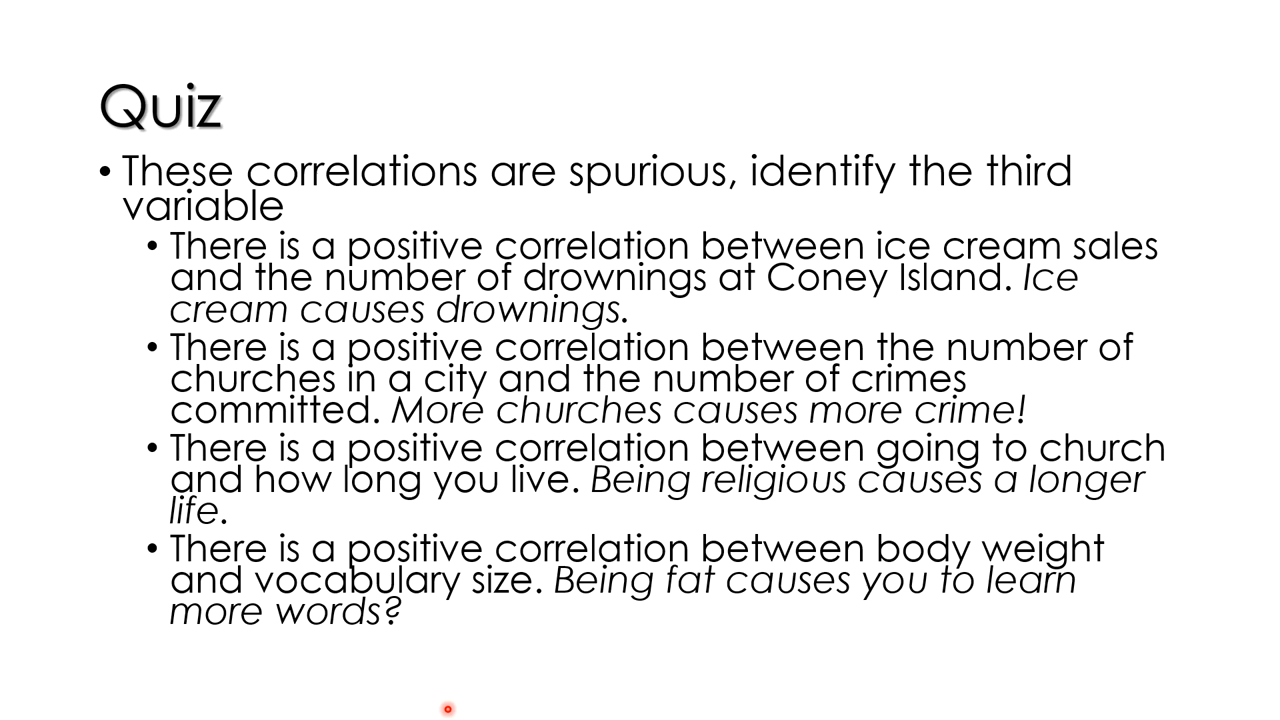 Quiz
• These correlations are spurious, identify the third
variable
• There is a positive correlation between ice cream sales
and the number of drownings at Coney Island. Ice
cream causes drownings.
• There is a positive correlation between the number of
churches in a city and the number of crimes
committed. More churches causes more crime!
• There is a positive correlation between going to church
and how long you live. Being religious causes a longer
life.
• There is a positive correlation between body weight
and vocabulary size. Being fat causes you to learn
more words?